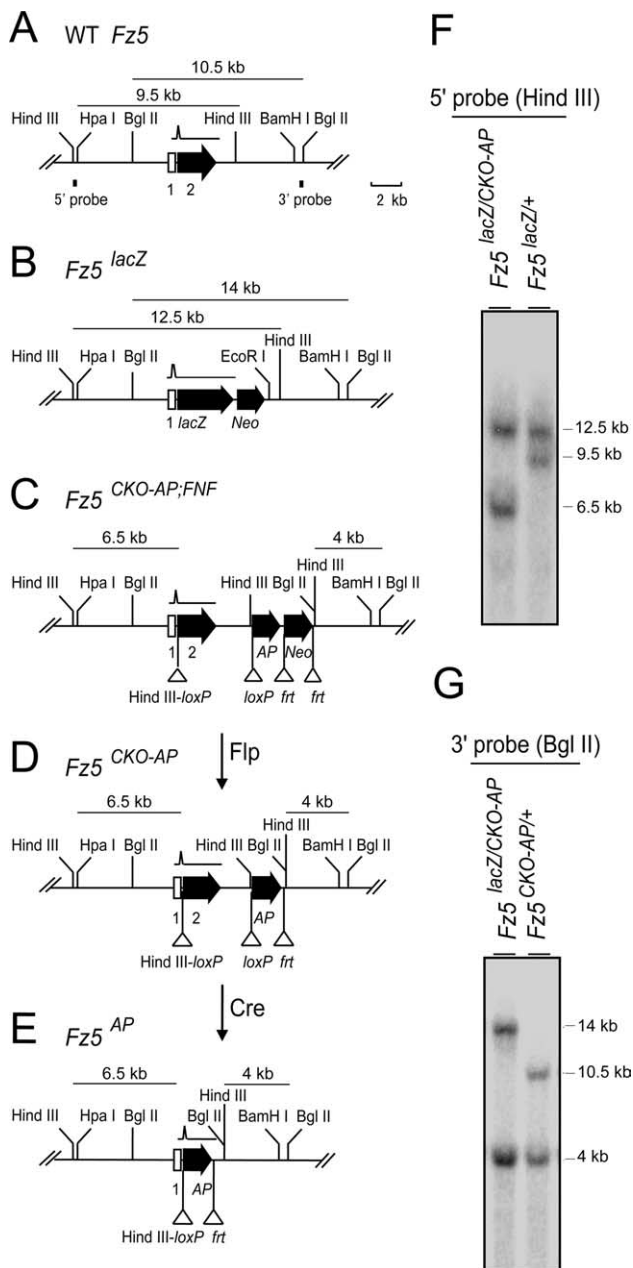 A WT Fz5
10.5 kb
9.5 kb
Hind III Hpa I Bgl II Hind III BamH I Bgl II
1 2
5' probe 3' probe 2 kb
B Fz5 lacZ
14 kb
12.5 kb
Hind III
Hind III Hpa I Bgl II EcoR I BamH I Bgl II
1 lacZ Neo
C Fz5 CKO-AP;FNF
6.5 kb 4 kb
Hind III
Hind III Hpa I Bgl II Hind III Bgl II BamH I Bgl II
1 2 AP Neo
Hind III-loxP loxP frt frt
D Fz5 CKO-AP
Flp
6.5 kb 4 kb
Hind III
Hind III Hpa I Bgl II Hind III Bgl II BamH I Bgl II
1 2 AP
Hind III-loxP loxP frt
E Fz5 AP
Cre
6.5 kb 4 kb
Hind III
Hind III Hpa I Bgl II Bgl II BamH I Bgl II
1 AP
Hind III-loxP frt
F
5' probe (Hind III)
Fz5 lacZ/CKO-AP
Fz5 lacZ/+
12.5 kb
9.5 kb
6.5 kb
G
3' probe (Bgl II)
Fz5 lacZ/CKO-AP
Fz5 CKO-AP/+
14 kb
10.5 kb
4 kb